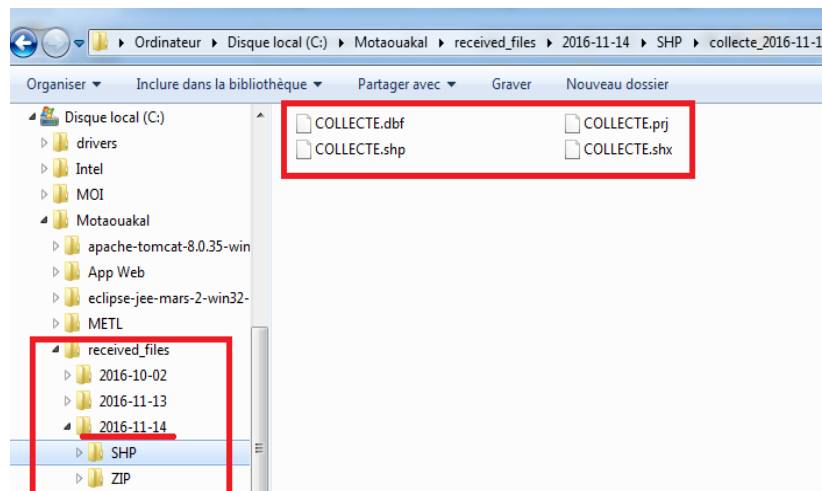 Ordinateur Disque local (C:) Motaouakal received_files 2016-11-14 SHP collecte_2016-11-1
Organiser Inclure dans la bibliothèque Partager avec Graver Nouveau dossier
Disque local (C:)
drivers
Intel
MOI
Motaouakal
apache-tomcat-8.0.35-win
App Web
eclipse-jee-mars-2-win32-
METL
received_files
2016-10-02
2016-11-13
2016-11-14
SHP
ZIP
COLLECTE.dbf COLLECTE.prj
COLLECTE.shp COLLECTE.shx